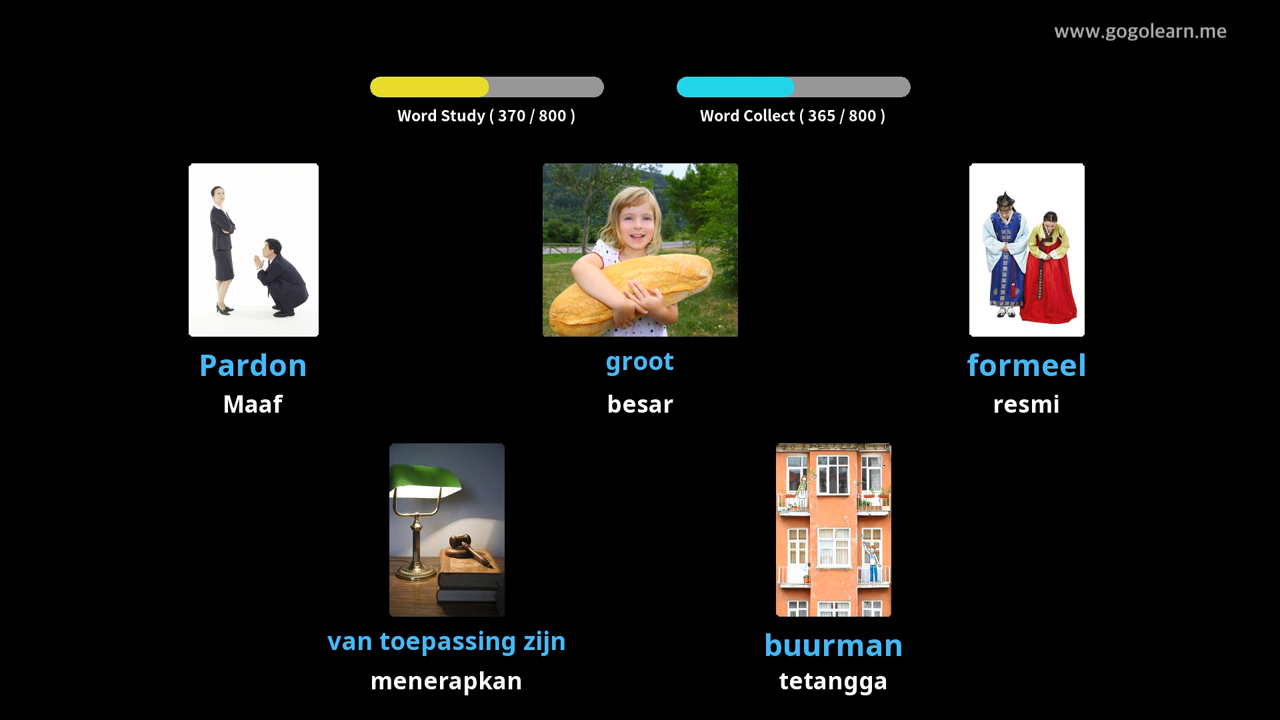 www.gogolearn.me
Word Study ( 370 / 800 )
Word Collect ( 365 / 800 )
Pardon
Maaf
groot
besar
formeel
resmi
van toepassing zijn
menerapkan
buurman
tetangga